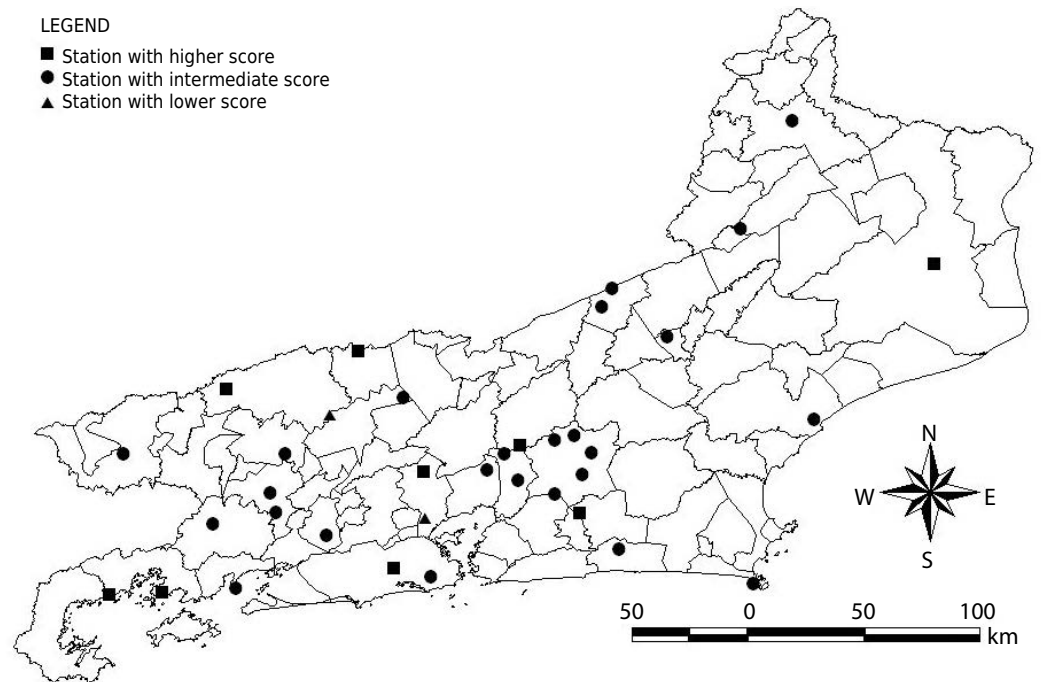 LEGEND
Station with higher score
Station with intermediate score
Station with lower score
N
W E
S
50 0 50 100
km